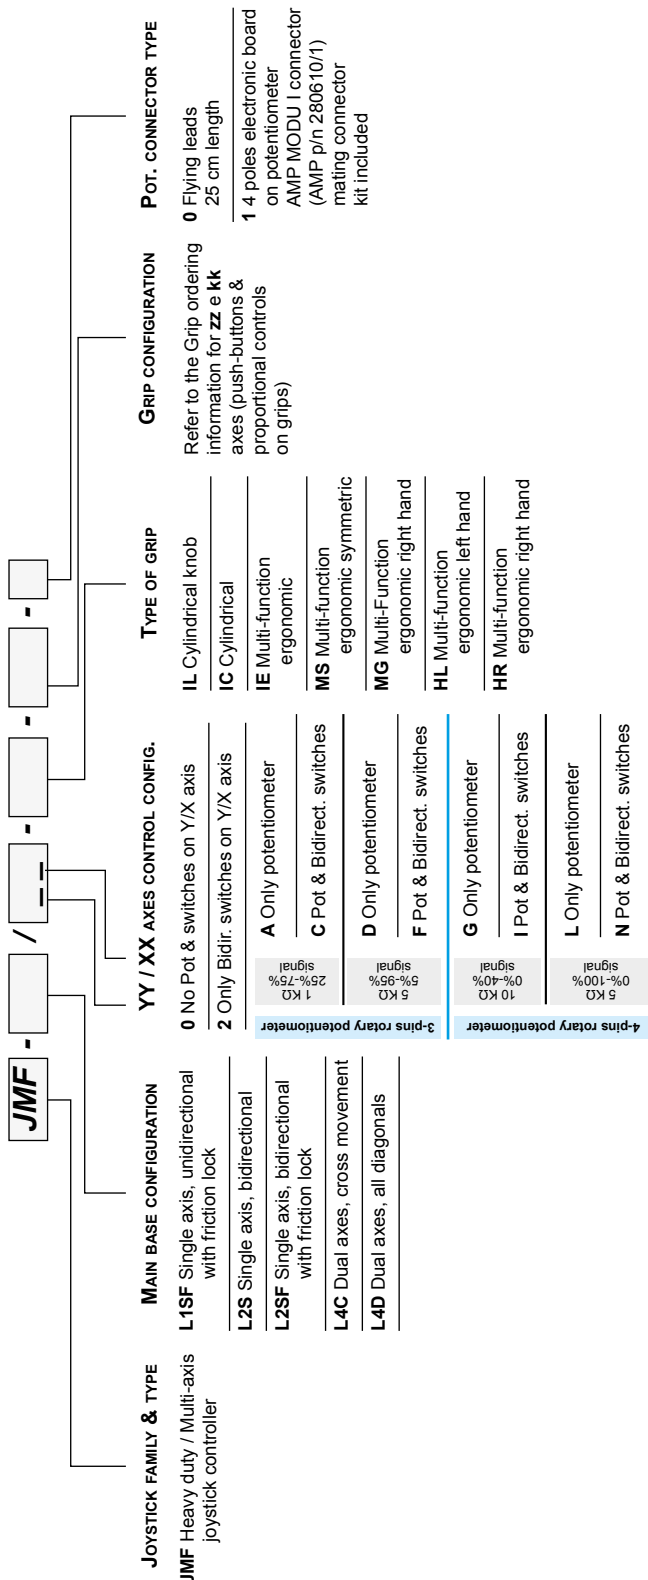 JMF - / _ _ - - -
JOYSTICK FAMILY & TYPE
JMF Heavy duty / Multi-axis
joystick controller
MAIN BASE CONFIGURATION
L1SF Single axis, unidirectional
with friction lock
L2S Single axis, bidirectional
L2SF Single axis, bidirectional
with friction lock
L4C Dual axes, cross movement
L4D Dual axes, all diagonals
YY / XX AXES CONTROL CONFIG.
0 No Pot & switches on Y/X axis
2 Only Bidir. switches on Y/X axis
3-pins rotary potentiometer
1 KΩ
25%-75%
signal
A Only potentiometer
C Pot & Bidirect. switches
5 KΩ
5%-95%
signal
D Only potentiometer
F Pot & Bidirect. switches
4-pins rotary potentiometer
10 KΩ
0%-40%
signal
G Only potentiometer
I Pot & Bidirect. switches
5 KΩ
0%-100%
signal
L Only potentiometer
N Pot & Bidirect. switches
TYPE OF GRIP
IL Cylindrical knob
IC Cylindrical
IE Multi-function
ergonomic
MS Multi-function
ergonomic symmetric
MG Multi-Function
ergonomic right hand
HL Multi-function
ergonomic left hand
HR Multi-function
ergonomic right hand
GRIP CONFIGURATION
Refer to the Grip ordering
information for zz e kk
axes (push-buttons &
proportional controls
on grips)
POT. CONNECTOR TYPE
0 Flying leads
25 cm length
1 4 poles electronic board
on potentiometer
AMP MODU I connector
(AMP p/n 280610/1)
mating connector
kit included